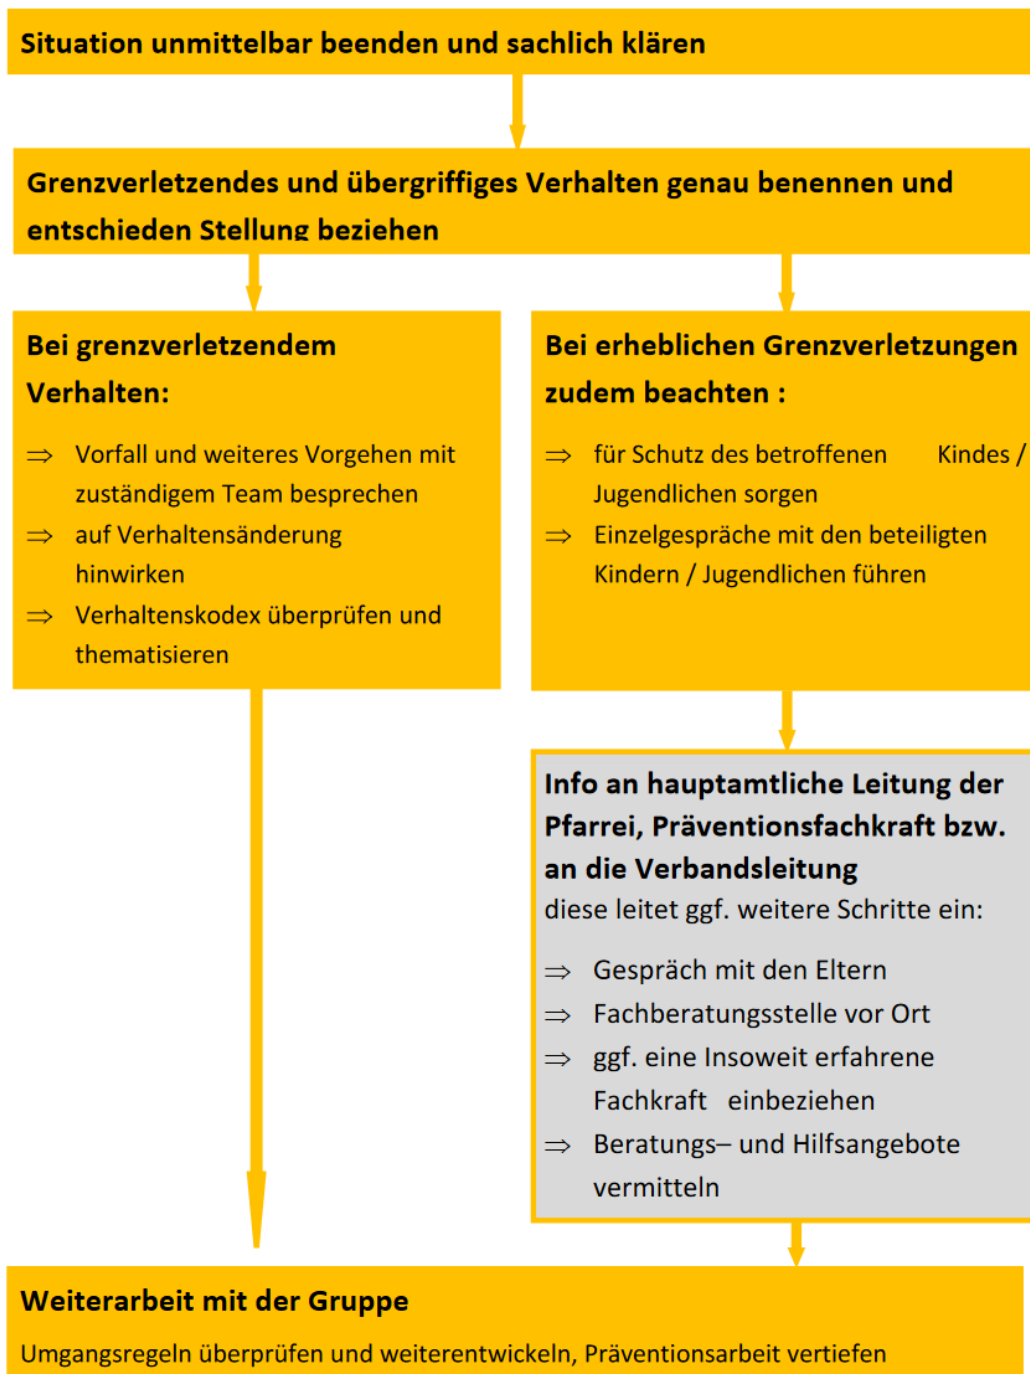 Situation unmittelbar beenden und sachlich klären
Grenzverletzendes und übergriffiges Verhalten genau benennen und
entschieden Stellung beziehen
Bei grenzverletzendem
Verhalten:
⇒ Vorfall und weiteres Vorgehen mit
zuständigem Team besprechen
⇒ auf Verhaltensänderung
hinwirken
⇒ Verhaltenskodex überprüfen und
thematisieren
Bei erheblichen Grenzverletzungen
zudem beachten :
⇒ für Schutz des betroffenen Kindes /
Jugendlichen sorgen
⇒ Einzelgespräche mit den beteiligten
Kindern / Jugendlichen führen
Info an hauptamtliche Leitung der
Pfarrei, Präventionsfachkraft bzw.
an die Verbandsleitung
diese leitet ggf. weitere Schritte ein:
⇒ Gespräch mit den Eltern
⇒ Fachberatungsstelle vor Ort
⇒ ggf. eine Insoweit erfahrene
Fachkraft einbeziehen
⇒ Beratungs– und Hilfsangebote
vermitteln
Weiterarbeit mit der Gruppe
Umgangsregeln überprüfen und weiterentwickeln, Präventionsarbeit vertiefen